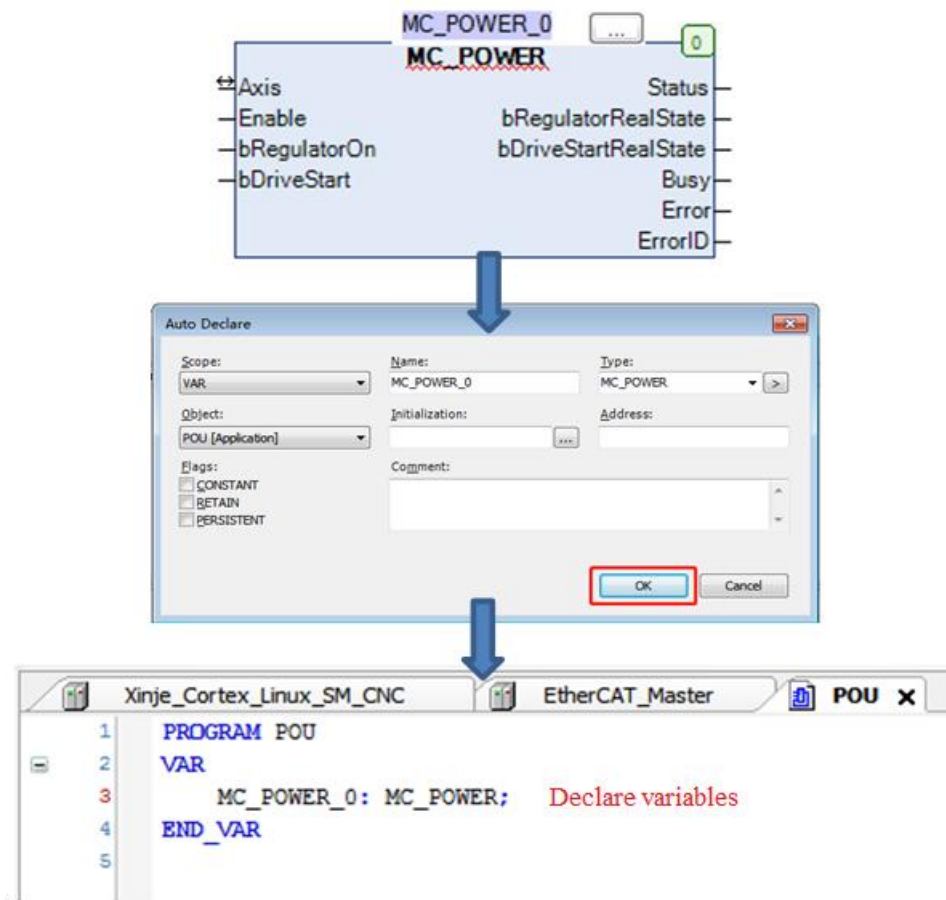 MC_POWER_0
...
0
MC_POWER
Axis Status
Enable bRegulatorRealState
bRegulatorOn bDriveStartRealState
bDriveStart Busy
Error
ErrorID
Auto Declare
Scope: Name: Type:
VAR MC_POWER_0 MC_POWER >
Object: Initialization: Address:
POU [Application] ...
Flags: Comment:
CONSTANT
RETAIN
PERSISTENT
OK Cancel
Xinje_Cortex_Linux_SM_CNC EtherCAT_Master POU X
1 PROGRAM POU
2 VAR
3 MC_POWER_0: MC_POWER; Declare variables
4 END_VAR
5